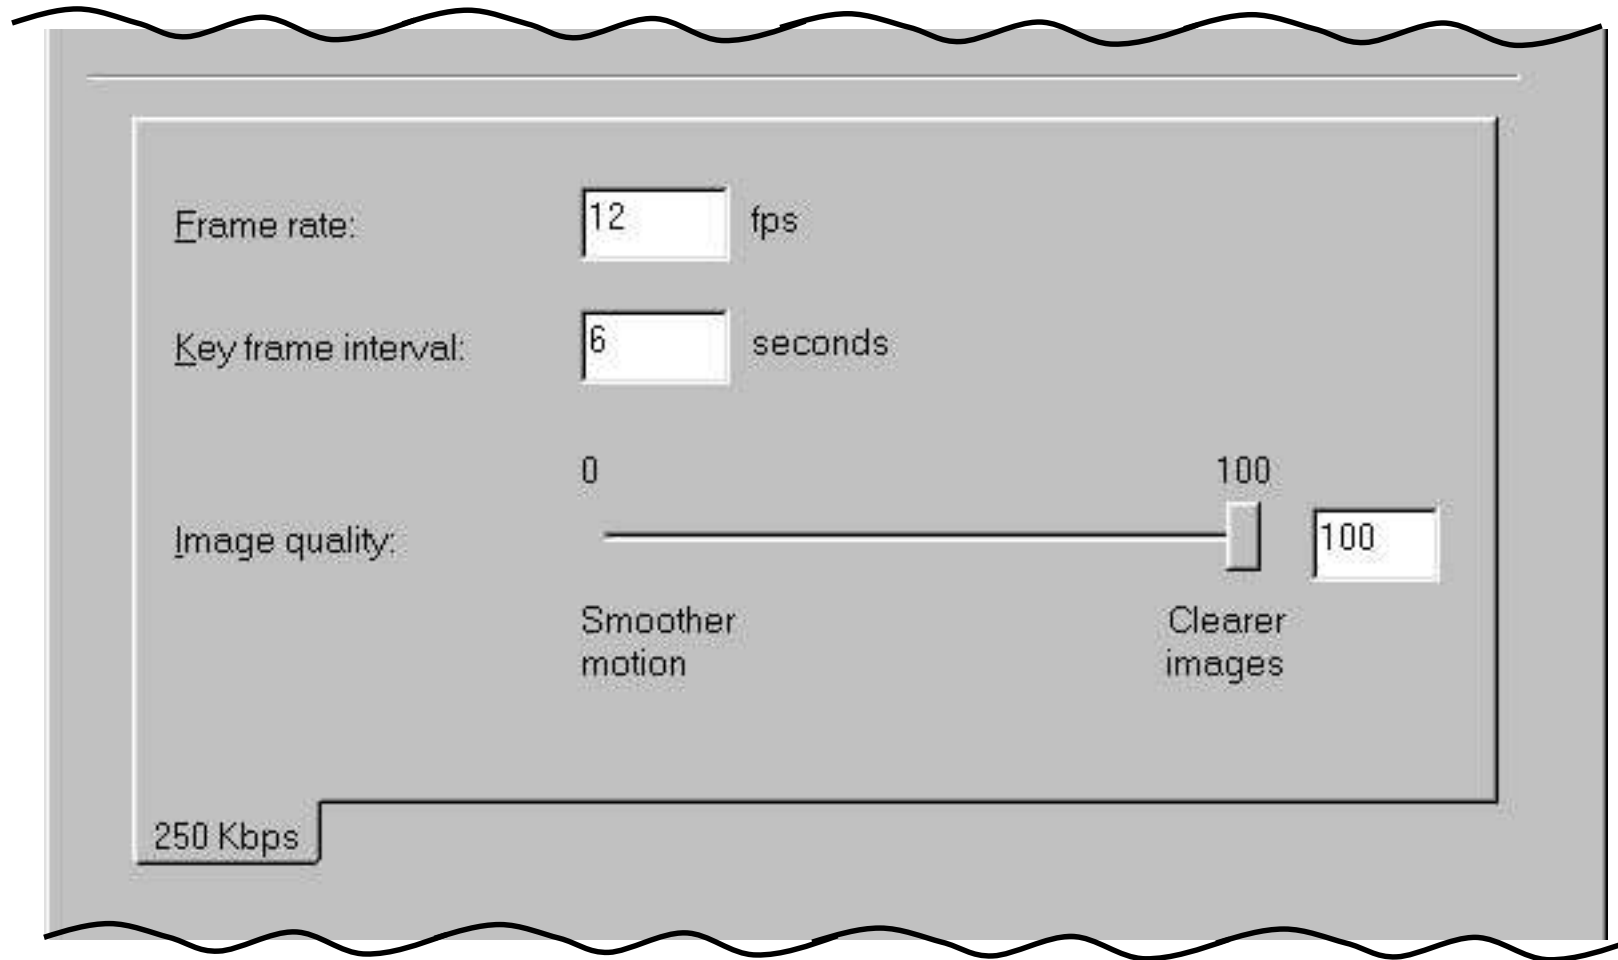 Frame rate: 12 fps
Key frame interval: 6 seconds
0 100
Image quality: 100
Smoother Clearer
motion images
250 Kbps